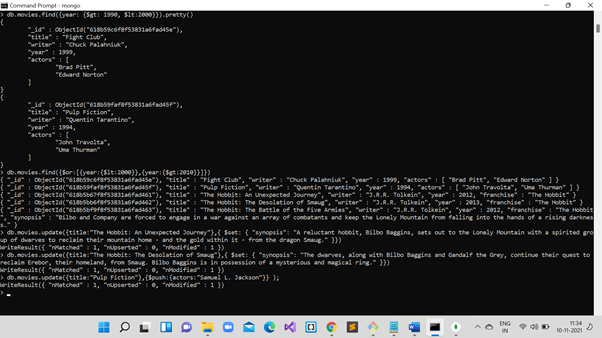 Command Prompt - mongo
> db.movies.find({year: {$gt: 1990, $lt:2000}}).pretty()
{
"_id" : ObjectId("618b59c6f8f53831a6fad45e"),
"title" : "Fight Club",
"writer" : "Chuck Palahniuk",
"year" : 1999,
"actors" : [
"Brad Pitt",
"Edward Norton"
]
}
{
"_id" : ObjectId("618b59faf8f53831a6fad45f"),
"title" : "Pulp Fiction",
"writer" : "Quentin Tarantino",
"year" : 1994,
"actors" : [
"John Travolta",
"Uma Thurman"
]
}
> db.movies.find({$or:[{year:{$lt:2000}},{year:{$gt:2010}}]})
{ "_id" : ObjectId("618b59c6f8f53831a6fad45e"), "title" : "Fight Club", "writer" : "Chuck Palahniuk", "year" : 1999, "actors" : [ "Brad Pitt", "Edward Norton" ] }
{ "_id" : ObjectId("618b59faf8f53831a6fad45f"), "title" : "Pulp Fiction", "writer" : "Quentin Tarantino", "year" : 1994, "actors" : [ "John Travolta", "Uma Thurman" ] }
{ "_id" : ObjectId("618b5b67f8f53831a6fad461"), "title" : "The Hobbit: An Unexpected Journey", "writer" : "J.R.R. Tolkein", "year" : 2012, "franchise" : "The Hobbit" }
{ "_id" : ObjectId("618b5bb6f8f53831a6fad462"), "title" : "The Hobbit: The Desolation of Smaug", "writer" : "J.R.R. Tolkein", "year" : 2013, "franchise" : "The Hobbit" }
{ "_id" : ObjectId("618b5bf9f8f53831a6fad463"), "title" : "The Hobbit: The Battle of the Five Armies", "writer" : "J.R.R. Tolkein", "year" : 2012, "franchise" : "The Hobbit
", "synopsis" : "Bilbo and Company are forced to engage in a war against an array of combatants and keep the Lonely Mountain from falling into the hands of a rising darknes
s." }
> db.movies.update({title:"The Hobbit: An Unexpected Journey"},{ $set: { "synopsis": "A reluctant hobbit, Bilbo Baggins, sets out to the Lonely Mountain with a spirited gro
up of dwarves to reclaim their mountain home - and the gold within it - from the dragon Smaug." }})
WriteResult({ "nMatched" : 1, "nUpserted" : 0, "nModified" : 1 })
> db.movies.update({title:"The Hobbit: The Desolation of Smaug"},{ $set: { "synopsis": "The dwarves, along with Bilbo Baggins and Gandalf the Grey, continue their quest to
reclaim Erebor, their homeland, from Smaug. Bilbo Baggins is in possession of a mysterious and magical ring." }})
WriteResult({ "nMatched" : 1, "nUpserted" : 0, "nModified" : 1 })
> db.movies.update({title:"Pulp Fiction"},{$push:{actors:"Samuel L. Jackson"}} );
WriteResult({ "nMatched" : 1, "nUpserted" : 0, "nModified" : 1 })
>
ENG
IN
11:34
10-11-2021